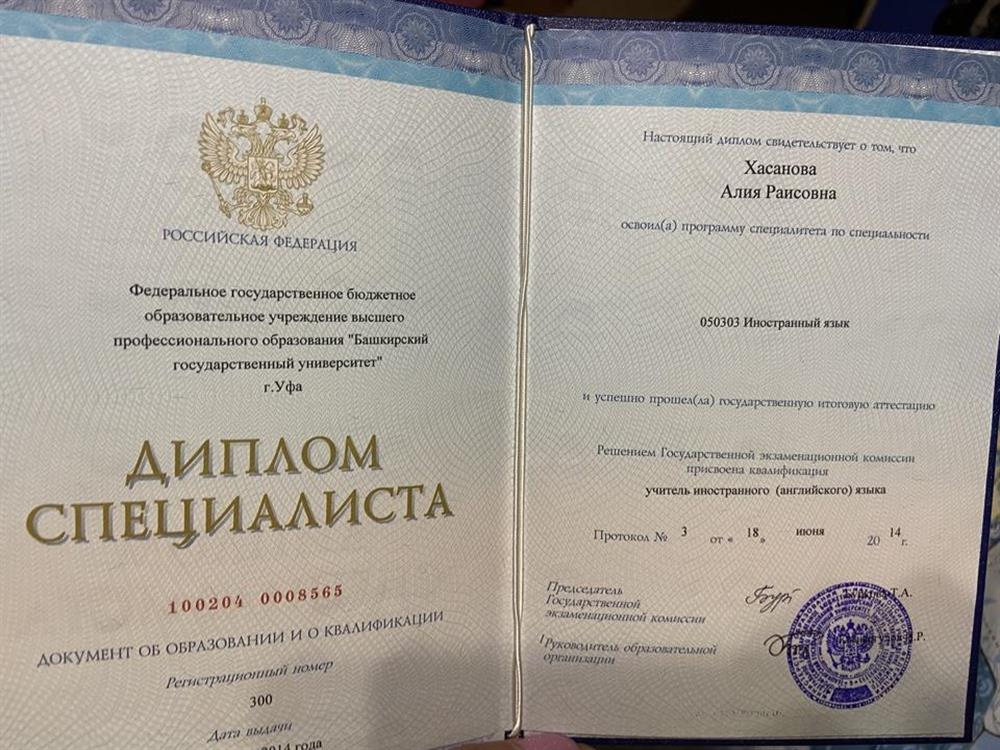 РОССИЙСКАЯ ФЕДЕРАЦИЯ
Федеральное государственное бюджетное
образовательное учреждение высшего
профессионального образования "Башкирский
государственный университет"
г.Уфа
ДИПЛОМ
СПЕЦИАЛИСТА
100204 0008565
ДОКУМЕНТ ОБ ОБРАЗОВАНИИ И О КВАЛИФИКАЦИИ
Регистрационный номер
300
Дата выдачи
2014 года
Настоящий диплом свидетельствует о том, что
Хасанова
Алия Раисовна
освоил(а) программу специалитета по специальности
050303 Иностранный язык
и успешно прошел(ла) государственную итоговую аттестацию
Решением Государственной экзаменационной комиссии
присвоена квалификация
учитель иностранного (английского) языка
Протокол № 3 от « 18 » июня 20 14 г.
Председатель
Государственной
экзаменационной комиссии
Г.А.
Руководитель образовательной
организации